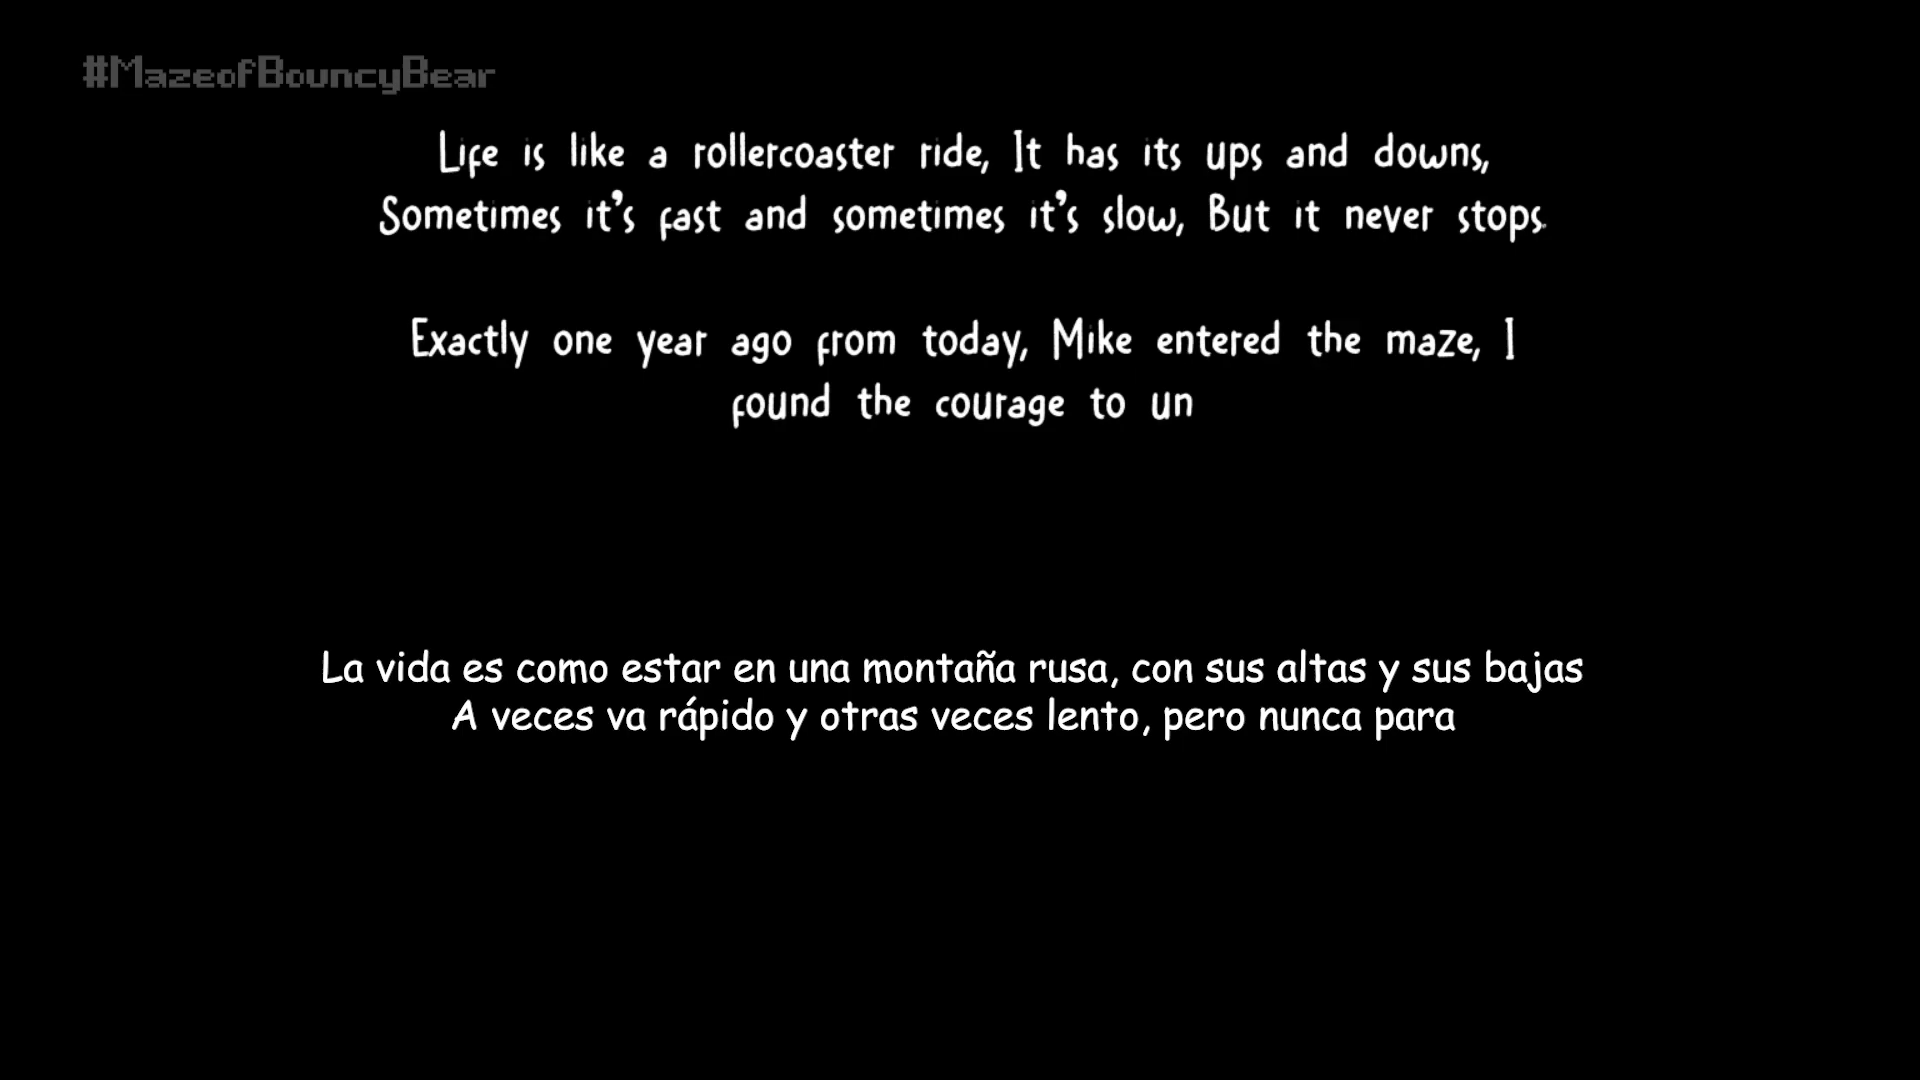 #MazeofBouncyBear
Life is like a rollercoaster ride, It has its ups and downs,
Sometimes it's fast and sometimes it's slow, But it never stops.
Exactly one year ago from today, Mike entered the maze, I
found the courage to un
La vida es como estar en una montaña rusa, con sus altas y sus bajas
A veces va rápido y otras veces lento, pero nunca para